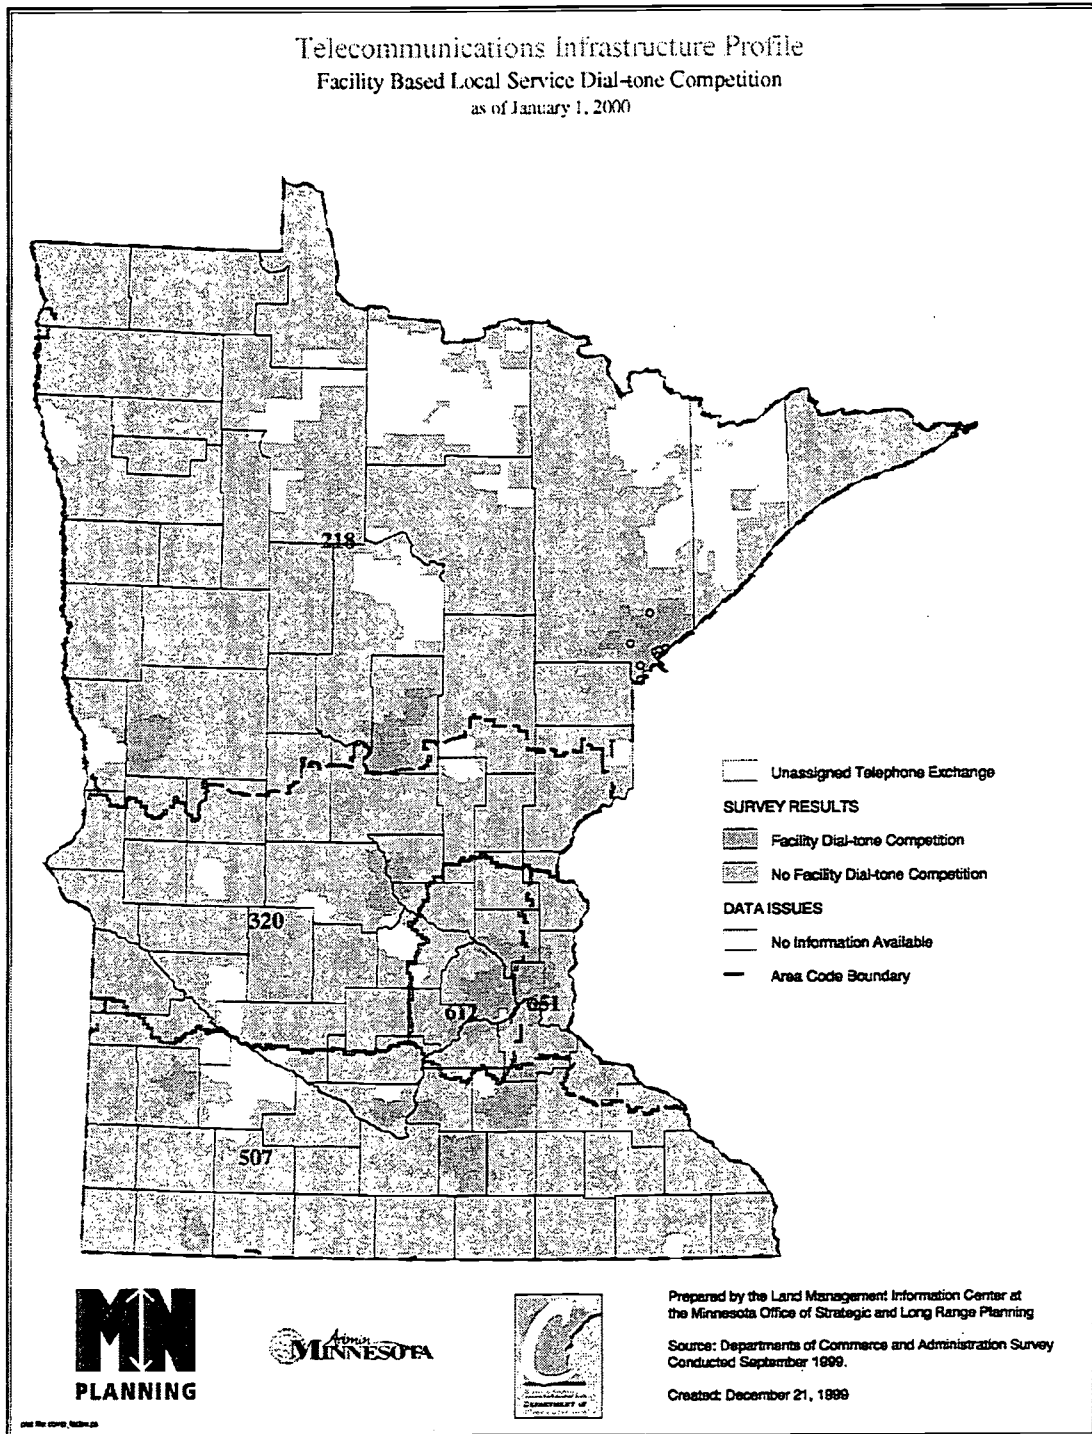 Telecommunications Infrastructure Profile
Facility Based Local Service Dial-tone Competition
as of January 1, 2000
218
Unassigned Telephone Exchange
SURVEY RESULTS
Facility Dial-tone Competition
No Facility Dial-tone Competition
DATA ISSUES
No Information Available
Area Code Boundary
320
612
651
507
MN
PLANNING
Admin
MINNESOTA
DEPARTMENT of
Prepared by the Land Management Information Center at
the Minnesota Office of Strategic and Long Range Planning
Source: Departments of Commerce and Administration Survey
Conducted September 1999.
Created: December 21, 1999